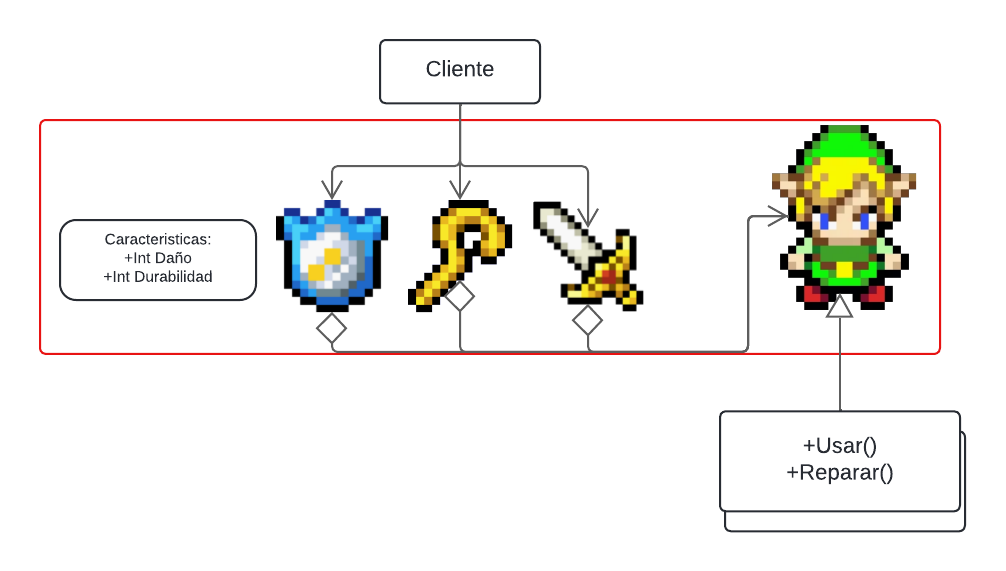 Cliente
Caracteristicas:
+Int Daño
+Int Durabilidad
+Usar()
+Reparar()